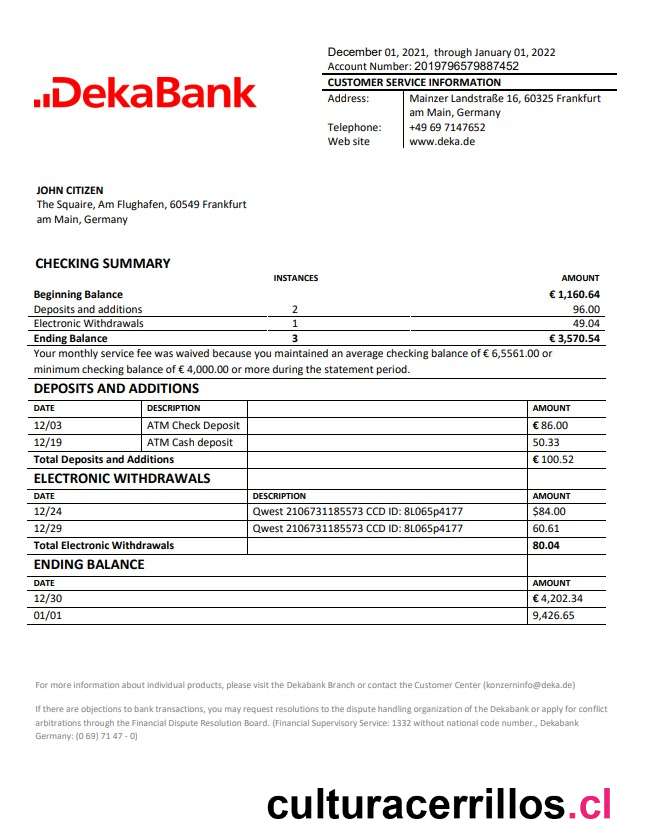 December 01, 2021, through January 01, 2022
Account Number: 2019796579887452
DekaBank
CUSTOMER SERVICE INFORMATION
Address: Mainzer Landstraße 16, 60325 Frankfurt
am Main, Germany
Telephone: +49 69 7147652
Web site www.deka.de
JOHN CITIZEN
The Squaire, Am Flughafen, 60549 Frankfurt
am Main, Germany
CHECKING SUMMARY
INSTANCES AMOUNT
Beginning Balance € 1,160.64
Deposits and additions 2 96.00
Electronic Withdrawals 1 49.04
Ending Balance 3 € 3,570.54
Your monthly service fee was waived because you maintained an average checking balance of € 6,5561.00 or
minimum checking balance of € 4,000.00 or more during the statement period.
DEPOSITS AND ADDITIONS
DATE DESCRIPTION AMOUNT
12/03 ATM Check Deposit € 86.00
12/19 ATM Cash deposit 50.33
Total Deposits and Additions € 100.52
ELECTRONIC WITHDRAWALS
DATE DESCRIPTION AMOUNT
12/24 Qwest 2106731185573 CCD ID: 8L065p4177 $84.00
12/29 Qwest 2106731185573 CCD ID: 8L065p4177 60.61
Total Electronic Withdrawals 80.04
ENDING BALANCE
DATE AMOUNT
12/30 € 4,202.34
01/01 9,426.65
For more information about individual products, please visit the Dekabank Branch or contact the Customer Center (konzerninfo@deka.de)
If there are objections to bank transactions, you may request resolutions to the dispute handling organization of the Dekabank or apply for conflict
arbitrations through the Financial Dispute Resolution Board. (Financial Supervisory Service: 1332 without national code number., Dekabank
Germany: (0 69) 71 47 - 0)
culturacerrillos.cl